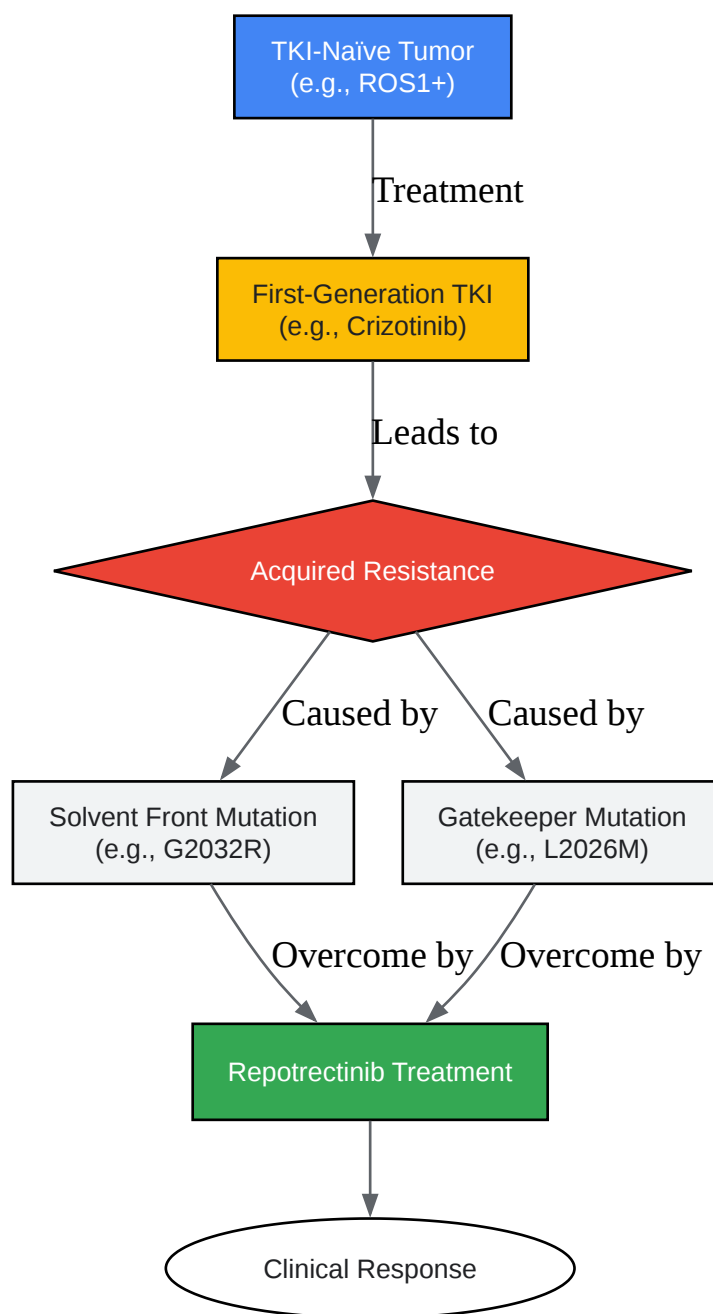 TKI-Naïve Tumor
(e.g., ROS1+)
Treatment
First-Generation TKI
(e.g., Crizotinib)
Leads to
Acquired Resistance
Caused by
Caused by
Solvent Front Mutation
(e.g., G2032R)
Gatekeeper Mutation
(e.g., L2026M)
Overcome by
Overcome by
Repotrectinib Treatment
Clinical Response